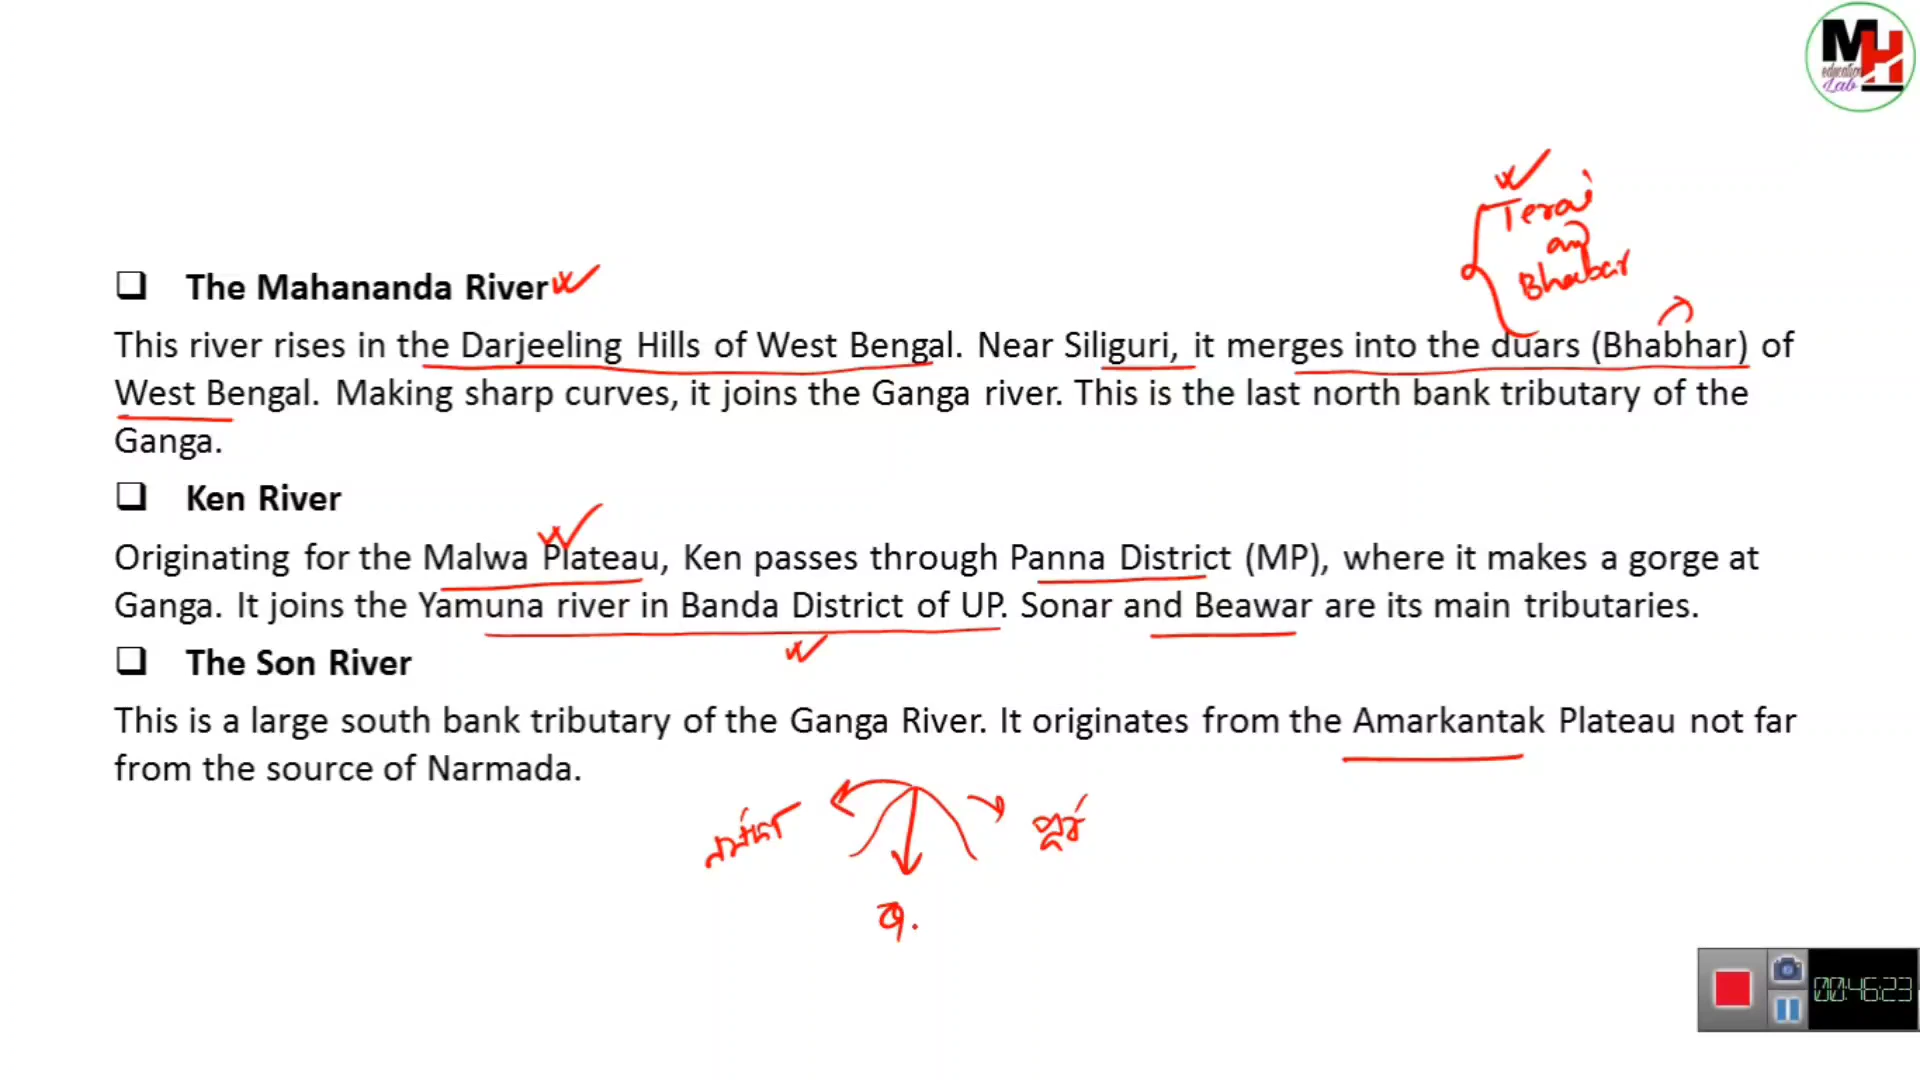 MH
education
Lab
Terai
and
Bhabar
❑ The Mahananda River
This river rises in the Darjeeling Hills of West Bengal. Near Siliguri, it merges into the duars (Bhabhar) of
West Bengal. Making sharp curves, it joins the Ganga river. This is the last north bank tributary of the
Ganga.
❑ Ken River
Originating for the Malwa Plateau, Ken passes through Panna District (MP), where it makes a gorge at
Ganga. It joins the Yamuna river in Banda District of UP. Sonar and Beawar are its main tributaries.
❑ The Son River
This is a large south bank tributary of the Ganga River. It originates from the Amarkantak Plateau not far
from the source of Narmada.
00:46:23